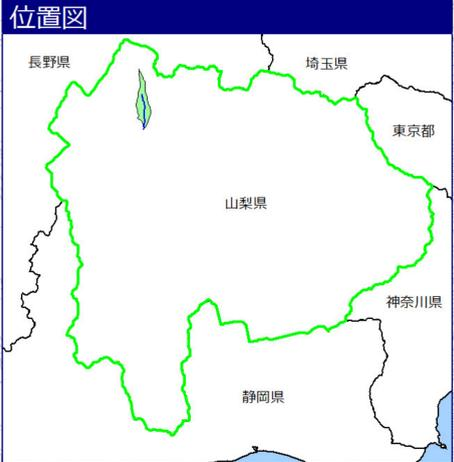 位置図
長野県
埼玉県
東京都
山梨県
神奈川県
静岡県